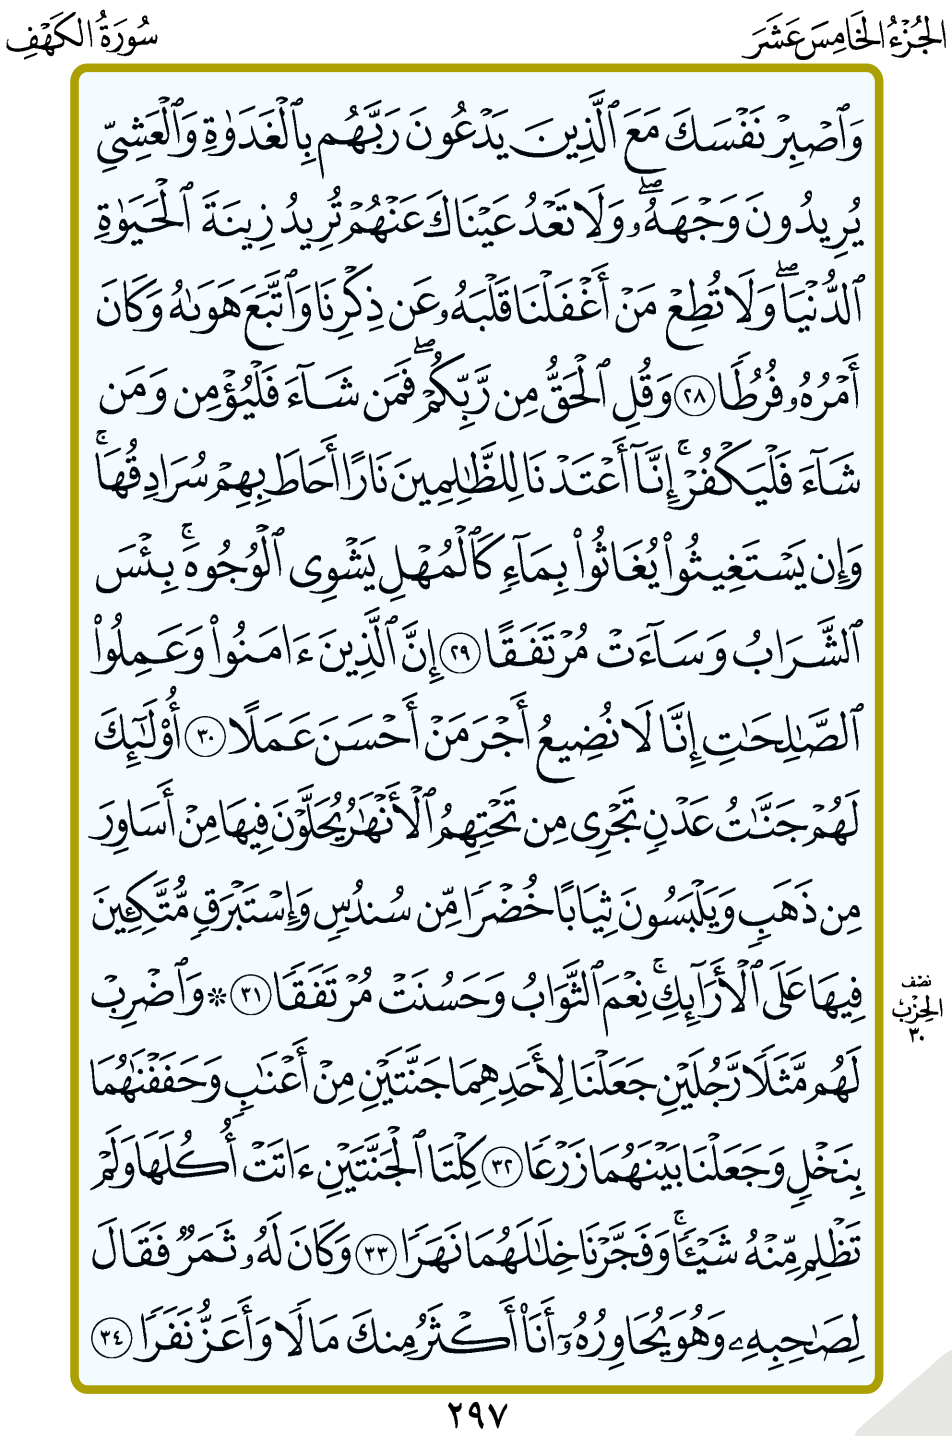 الجُزْءُ الخَامِسَ عَشَرَ
سُورَةُ الكَهْفِ
وَٱصْبِرْ نَفْسَكَ مَعَ ٱلَّذِينَ يَدْعُونَ رَبَّهُم بِٱلْغَدَوٰةِ وَٱلْعَشِىِّ
يُرِيدُونَ وَجْهَهُۥۖ وَلَا تَعْدُ عَيْنَاكَ عَنْهُمْ تُرِيدُ زِينَةَ ٱلْحَيَوٰةِ
ٱلدُّنْيَاۖ وَلَا تُطِعْ مَنْ أَغْفَلْنَا قَلْبَهُۥ عَن ذِكْرِنَا وَٱتَّبَعَ هَوَىٰهُ وَكَانَ
أَمْرُهُۥ فُرُطًا ٢٨ وَقُلِ ٱلْحَقُّ مِن رَّبِّكُمْۖ فَمَن شَآءَ فَلْيُؤْمِن وَمَن
شَآءَ فَلْيَكْفُرْۚ إِنَّآ أَعْتَدْنَا لِلظَّٰلِمِينَ نَارًا أَحَاطَ بِهِمْ سُرَادِقُهَاۚ
وَإِن يَسْتَغِيثُوا۟ يُغَاثُوا۟ بِمَآءٍ كَٱلْمُهْلِ يَشْوِى ٱلْوُجُوهَۚ بِئْسَ
ٱلشَّرَابُ وَسَآءَتْ مُرْتَفَقًا ٢٩ إِنَّ ٱلَّذِينَ ءَامَنُوا۟ وَعَمِلُوا۟
ٱلصَّٰلِحَٰتِ إِنَّا لَا نُضِيعُ أَجْرَ مَنْ أَحْسَنَ عَمَلًا ٣٠ أُو۟لَٰٓئِكَ
لَهُمْ جَنَّٰتُ عَدْنٍ تَجْرِى مِن تَحْتِهِمُ ٱلْأَنْهَٰرُ يُحَلَّوْنَ فِيهَا مِنْ أَسَاوِرَ
مِن ذَهَبٍ وَيَلْبَسُونَ ثِيَابًا خُضْرًا مِّن سُندُسٍ وَإِسْتَبْرَقٍ مُّتَّكِـِٔينَ
فِيهَا عَلَى ٱلْأَرَآئِكِۚ نِعْمَ ٱلثَّوَابُ وَحَسُنَتْ مُرْتَفَقًا ٣١ ۞ وَٱضْرِبْ
لَهُم مَّثَلًا رَّجُلَيْنِ جَعَلْنَا لِأَحَدِهِمَا جَنَّتَيْنِ مِنْ أَعْنَٰبٍ وَحَفَفْنَٰهُمَا
بِنَخْلٍ وَجَعَلْنَا بَيْنَهُمَا زَرْعًا ٣٢ كِلْتَا ٱلْجَنَّتَيْنِ ءَاتَتْ أُكُلَهَا وَلَمْ
تَظْلِم مِّنْهُ شَيْـًٔاۚ وَفَجَّرْنَا خِلَٰلَهُمَا نَهَرًا ٣٣ وَكَانَ لَهُۥ ثَمَرٌ فَقَالَ
لِصَٰحِبِهِۦ وَهُوَ يُحَاوِرُهُۥٓ أَنَا۠ أَكْثَرُ مِنكَ مَالًا وَأَعَزُّ نَفَرًا ٣٤
نِصْف
الحِزْبِ
٣٠
٢٩٧